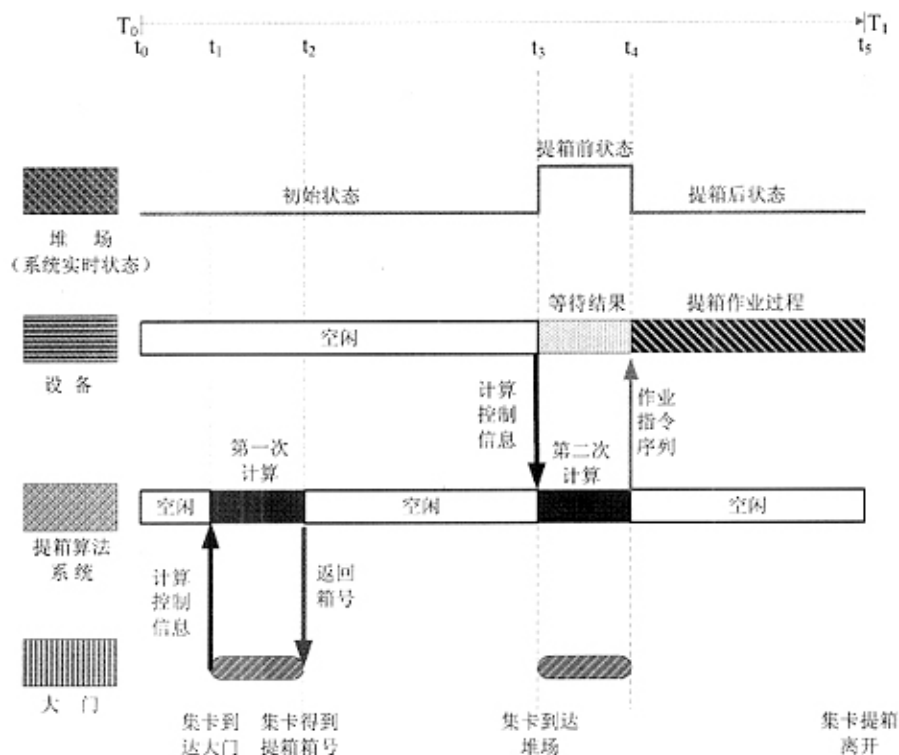 T₀ T₁
t₀ t₁ t₂ t₃ t₄ t₅
提箱前状态
初始状态
提箱后状态
堆 场
（系统实时状态）
等待结果
提箱作业过程
空闲
设 备
计算
控制
信息
作业
指令
序列
第一次
计算
第二次
计算
空闲
空闲
空闲
提箱算法
系统
计算
控制
信息
返回
箱号
大 门
集卡到
达大门
集卡得到
提箱箱号
集卡到达
堆场
集卡提箱
离开